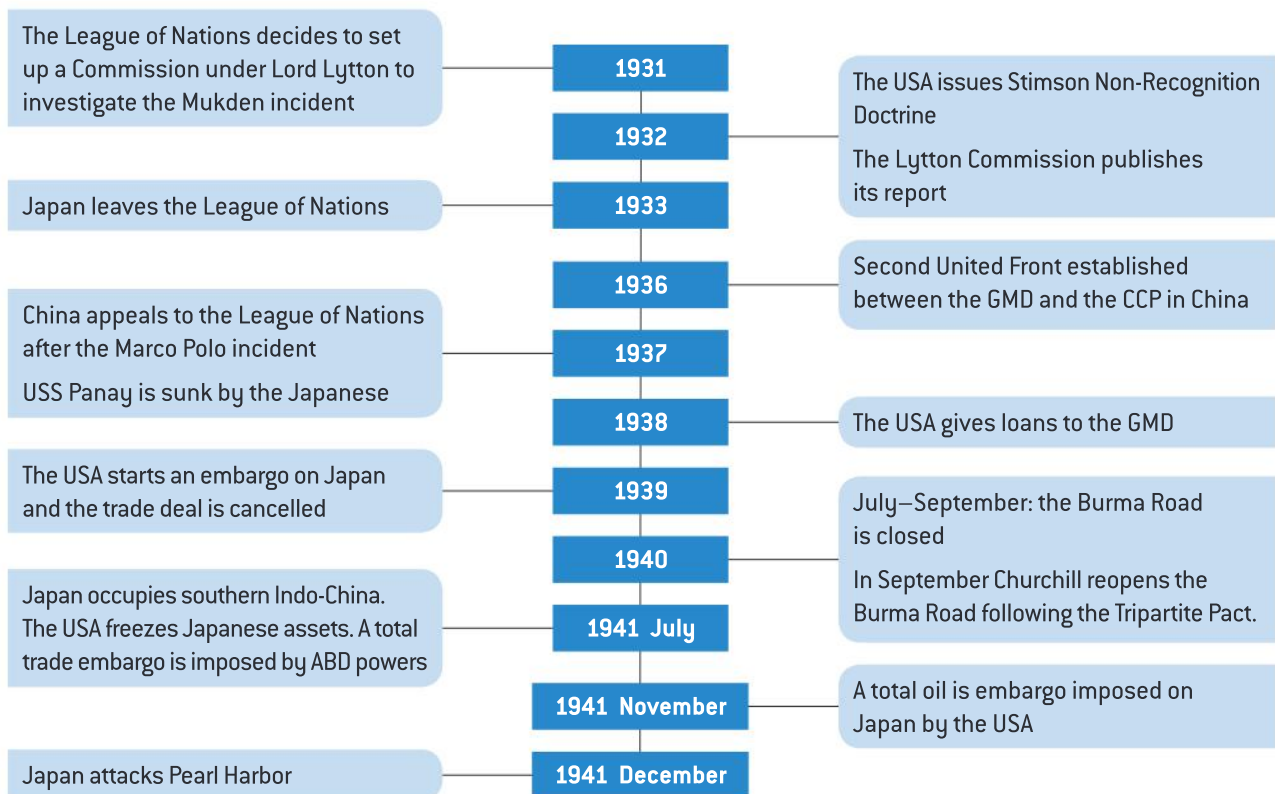 The League of Nations decides to set
up a Commission under Lord Lytton to
investigate the Mukden incident
1931
1932
The USA issues Stimson Non-Recognition
Doctrine
The Lytton Commission publishes
its report
Japan leaves the League of Nations
1933
1936
Second United Front established
between the GMD and the CCP in China
China appeals to the League of Nations
after the Marco Polo incident
USS Panay is sunk by the Japanese
1937
1938
The USA gives loans to the GMD
The USA starts an embargo on Japan
and the trade deal is cancelled
1939
1940
July–September: the Burma Road
is closed
In September Churchill reopens the
Burma Road following the Tripartite Pact.
Japan occupies southern Indo-China.
The USA freezes Japanese assets. A total
trade embargo is imposed by ABD powers
1941 July
1941 November
A total oil is embargo imposed on
Japan by the USA
Japan attacks Pearl Harbor
1941 December